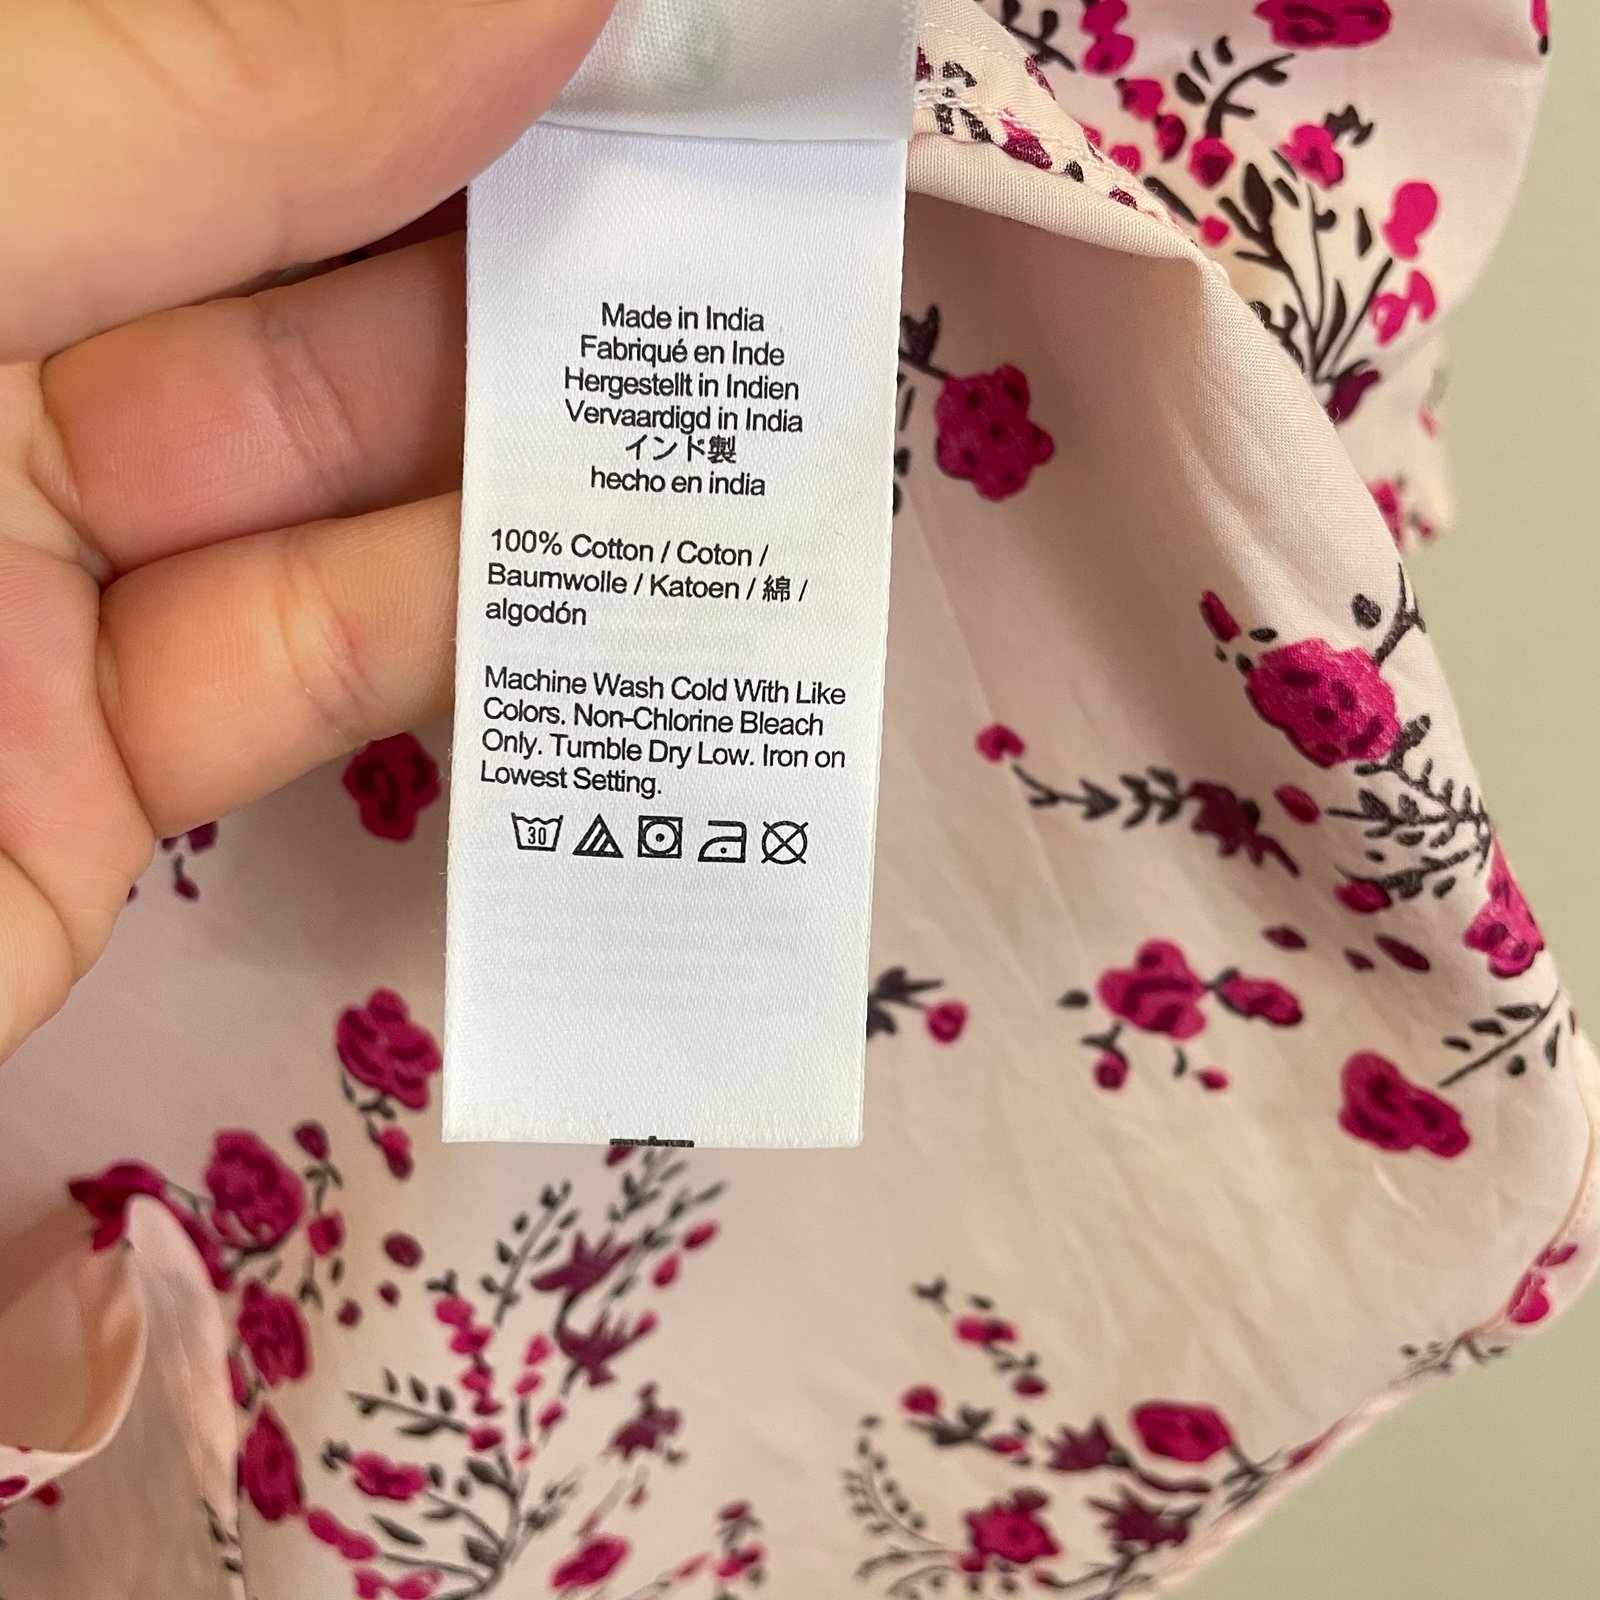 Made in India
Fabriqué en Inde
Hergestellt in Indien
Vervaardigd in India
インド製
hecho en india
100% Cotton / Coton /
Baumwolle / Katoen / 綿 /
algodón
Machine Wash Cold With Like
Colors. Non-Chlorine Bleach
Only. Tumble Dry Low. Iron on
Lowest Setting.
30